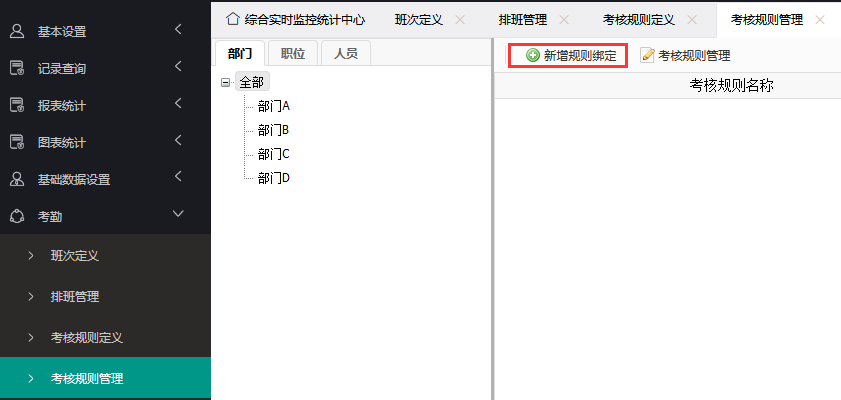 基本设置
记录查询
报表统计
图表统计
基础数据设置
考勤
班次定义
排班管理
考核规则定义
考核规则管理
综合实时监控统计中心 班次定义 排班管理 考核规则定义 考核规则管理
部门 职位 人员
全部
部门A
部门B
部门C
部门D
新增规则绑定 考核规则管理
考核规则名称